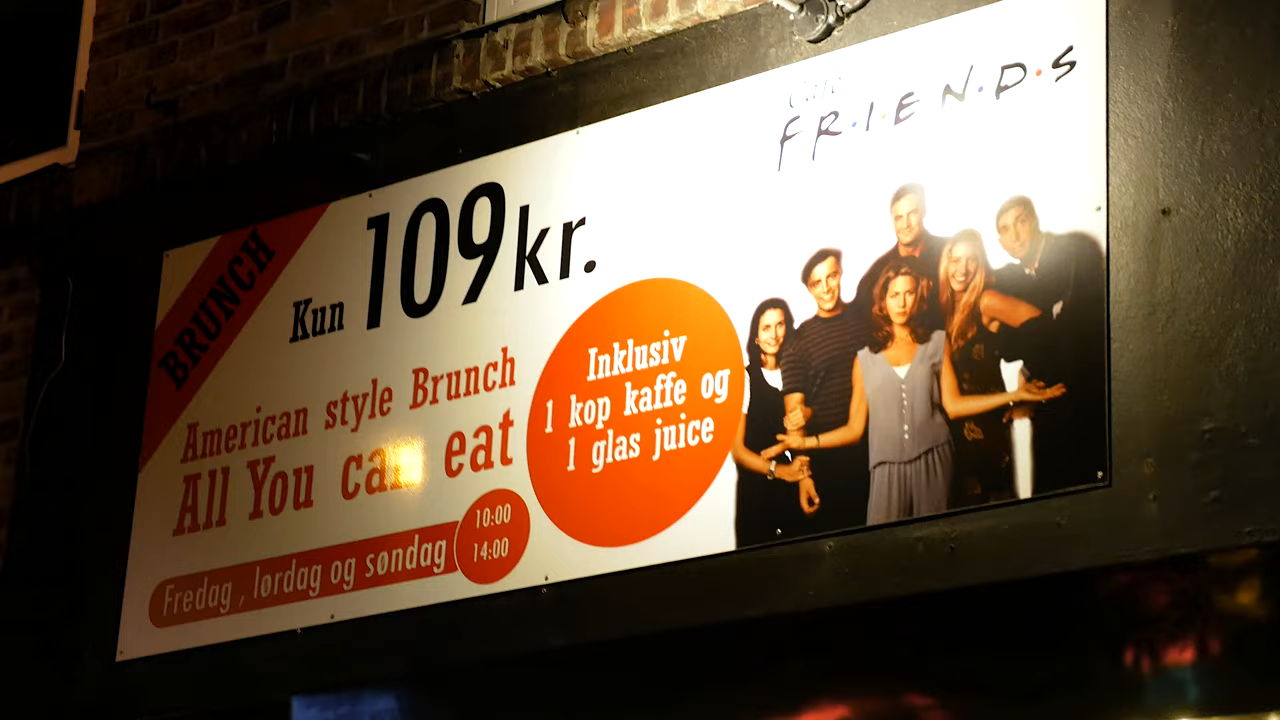 Café
F·R·I·E·N·D·S
BRUNCH
Kun 109kr.
American style Brunch
All You can eat
Inklusiv
1 kop kaffe og
1 glas juice
Fredag , lørdag og søndag
10:00
14:00